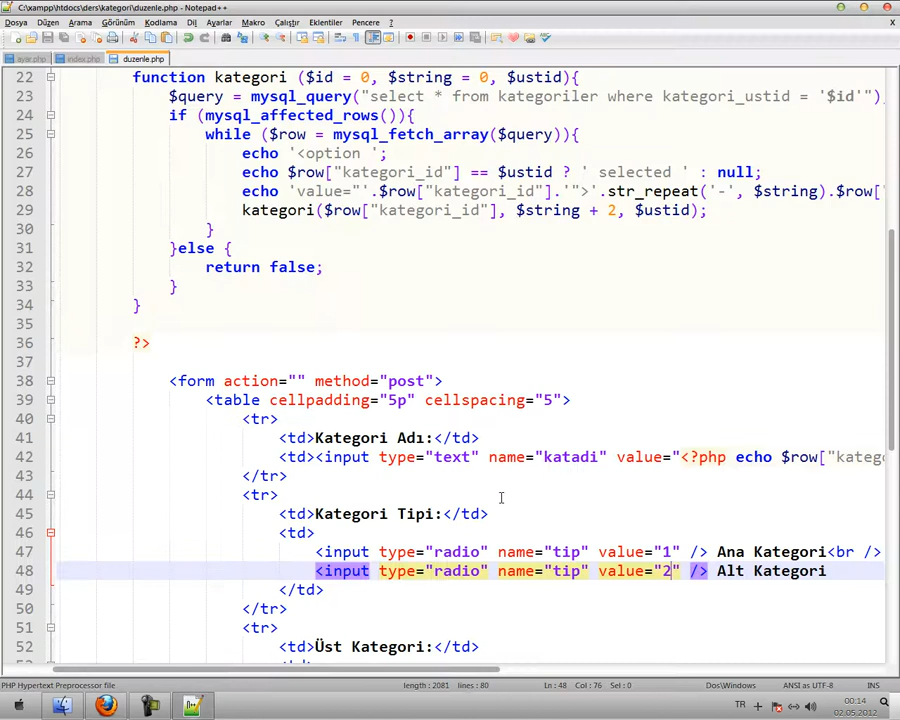 C:\xampp\htdocs\ders\kategori\duzenle.php - Notepad++
Dosya Düzen Arama Görünüm Kodlama Dil Ayarlar Makro Çalıştır Eklentiler Pencere ? X
ayar.php index.php duzenle.php
22 function kategori ($id = 0, $string = 0, $ustid){
23 $query = mysql_query("select * from kategoriler where kategori_ustid = '$id'")
24 if (mysql_affected_rows()){
25 while ($row = mysql_fetch_array($query)){
26 echo '<option ';
27 echo $row["kategori_id"] == $ustid ? ' selected ' : null;
28 echo 'value="'.$row["kategori_id"].'">'.str_repeat('-', $string).$row["
29 kategori($row["kategori_id"], $string + 2, $ustid);
30 }
31 }else {
32 return false;
33 }
34 }
35
36 ?>
37
38 <form action="" method="post">
39 <table cellpadding="5p" cellspacing="5">
40 <tr>
41 <td>Kategori Adı:</td>
42 <td><input type="text" name="katadi" value="<?php echo $row["katego
43 </tr>
44 <tr>
45 <td>Kategori Tipi:</td>
46 <td>
47 <input type="radio" name="tip" value="1" /> Ana Kategori<br />
48 <input type="radio" name="tip" value="2" /> Alt Kategori
49 </td>
50 </tr>
51 <tr>
52 <td>Üst Kategori:</td>
PHP Hypertext Preprocessor file length : 2081 lines : 80 Ln : 48 Col : 76 Sel : 0 Dos\Windows ANSI as UTF-8 INS
TR 00:14
02.05.2012